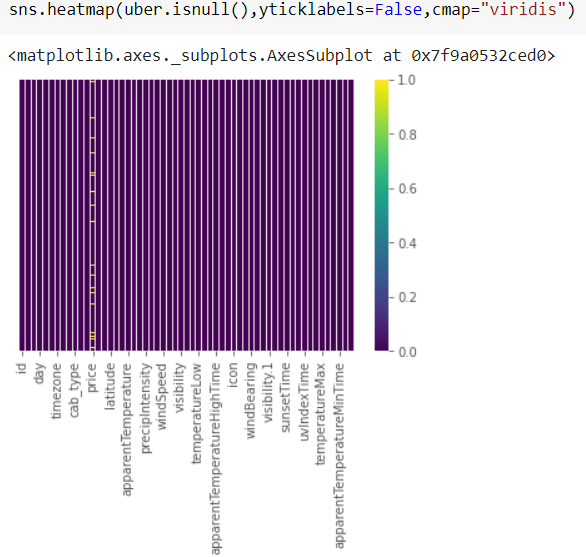 sns.heatmap(uber.isnull(),yticklabels=False,cmap="viridis")
<matplotlib.axes._subplots.AxesSubplot at 0x7f9a0532ced0>
1.0
0.8
0.6
0.4
0.2
0.0
id
day
timezone
cab_type
price
latitude
apparentTemperature
precipIntensity
windSpeed
visibility
temperatureLow
apparentTemperatureHighTime
icon
windBearing
visibility.1
sunsetTime
uvIndexTime
temperatureMax
apparentTemperatureMinTime